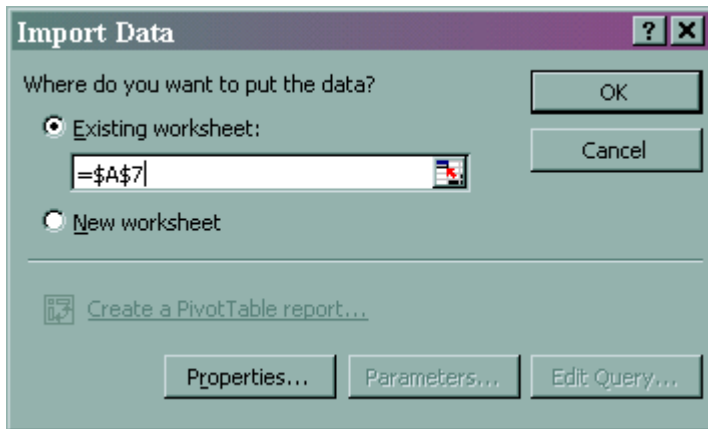 Import Data
Where do you want to put the data?
OK
Existing worksheet:
Cancel
=$A$7
New worksheet
Create a PivotTable report...
Properties... Parameters... Edit Query...